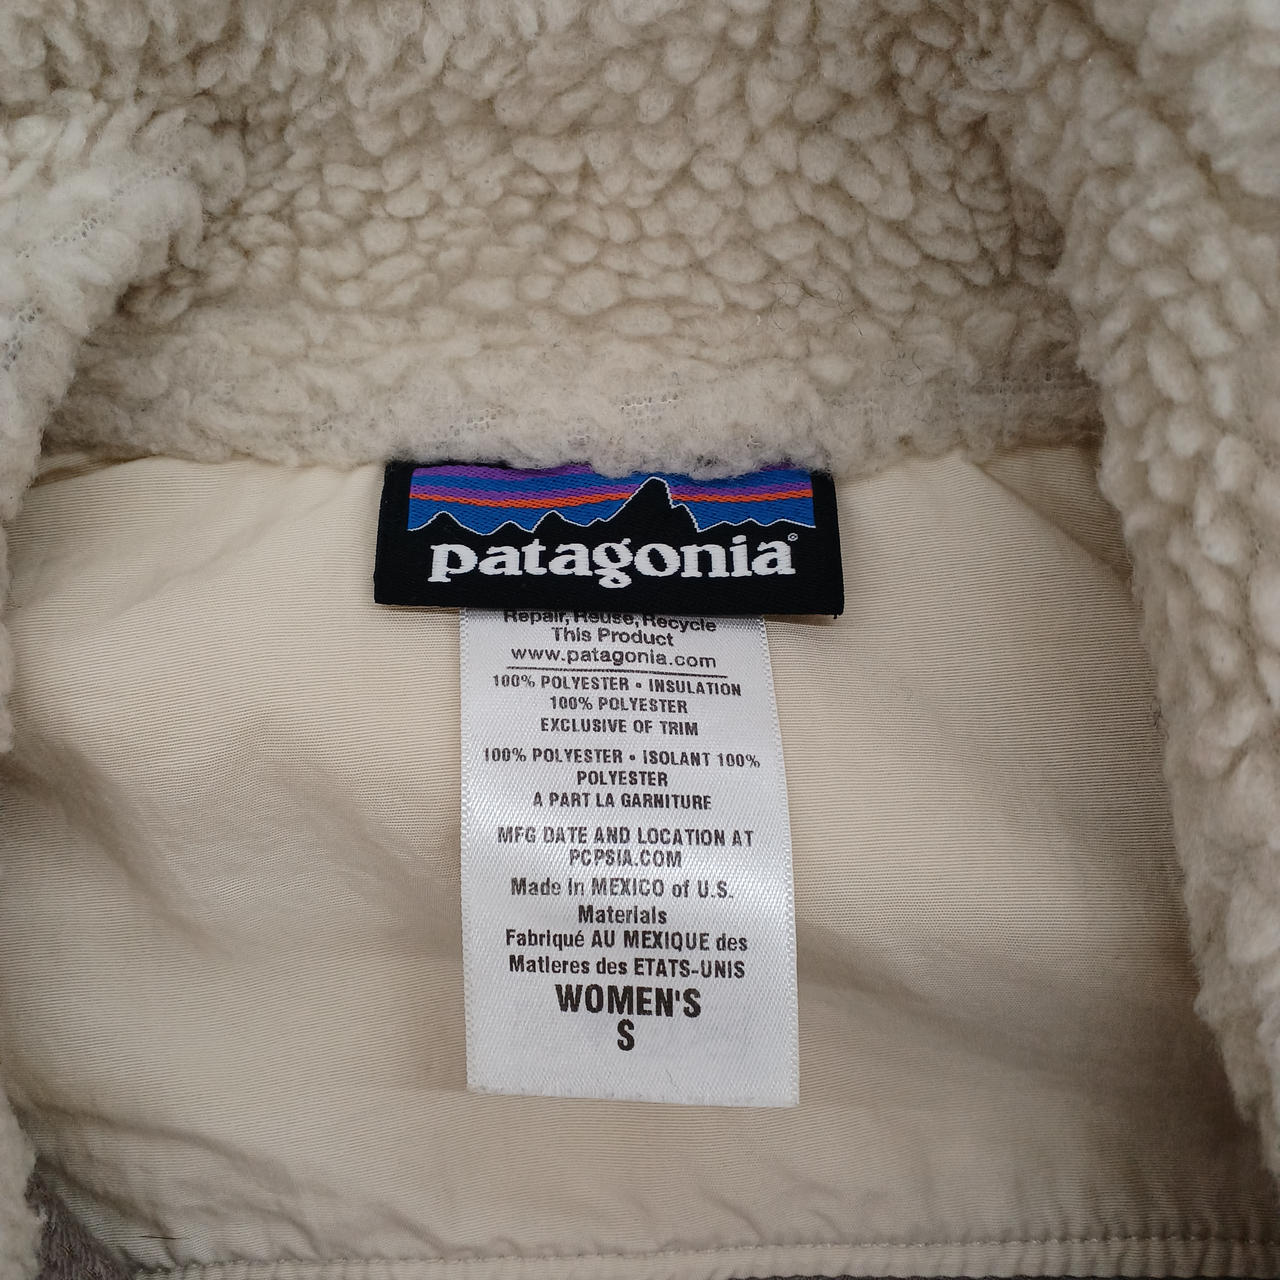 patagonia®
Repair, Reuse, Recycle
This Product
www.patagonia.com
100% POLYESTER • INSULATION
100% POLYESTER
EXCLUSIVE OF TRIM
100% POLYESTER • ISOLANT 100%
POLYESTER
A PART LA GARNITURE
MFG DATE AND LOCATION AT
PCPSIA.COM
Made in MEXICO of U.S.
Materials
Fabriqué AU MEXIQUE des
Matieres des ETATS-UNIS
WOMEN'S
S